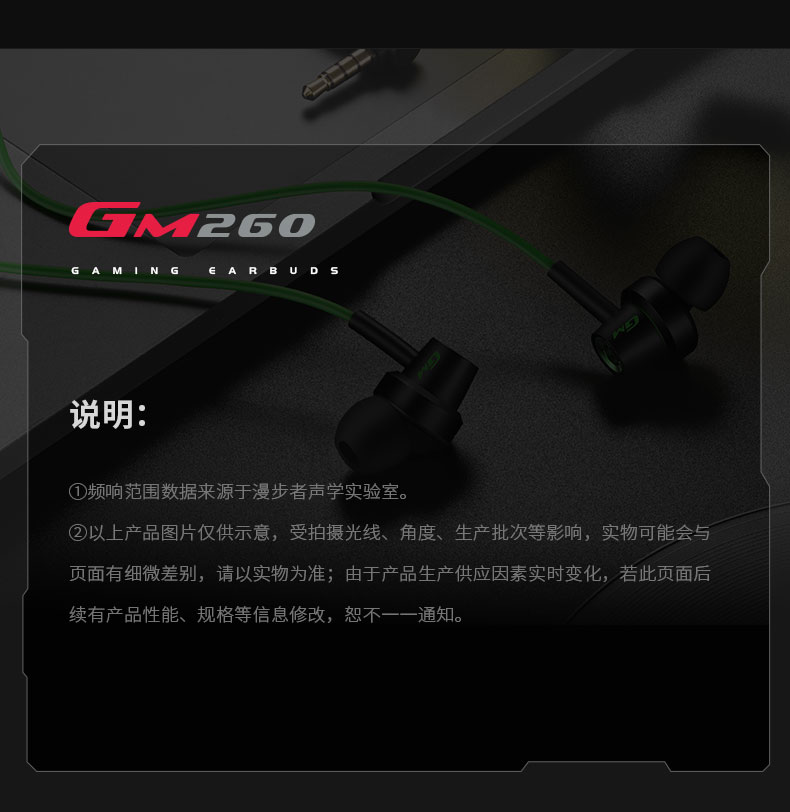 GM260
GAMING EARBUDS
GM
GM
说明：
①频响范围数据来源于漫步者声学实验室。
②以上产品图片仅供示意，受拍摄光线、角度、生产批次等影响，实物可能会与
页面有细微差别，请以实物为准；由于产品生产供应因素实时变化，若此页面后
续有产品性能、规格等信息修改，恕不一一通知。